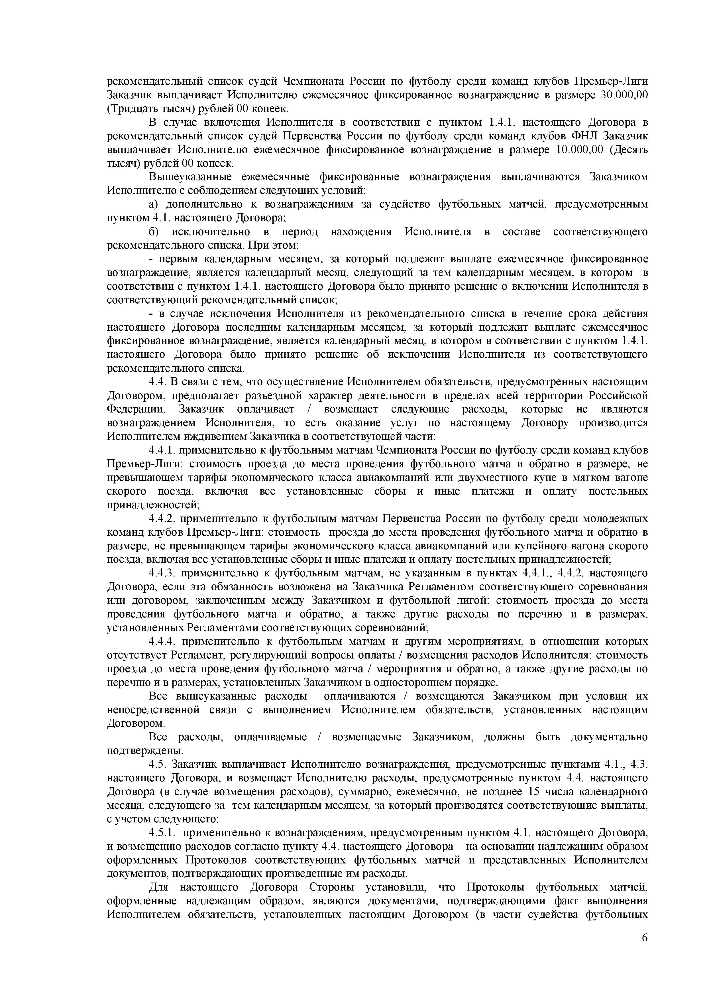 рекомендательный список судей Чемпионата России по футболу среди команд клубов Премьер-Лиги
Заказчик выплачивает Исполнителю ежемесячное фиксированное вознаграждение в размере 30.000,00
(Тридцать тысяч) рублей 00 копеек.
В случае включения Исполнителя в соответствии с пунктом 1.4.1. настоящего Договора в
рекомендательный список судей Первенства России по футболу среди команд клубов ФНЛ Заказчик
выплачивает Исполнителю ежемесячное фиксированное вознаграждение в размере 10.000,00 (Десять
тысяч) рублей 00 копеек.
Вышеуказанные ежемесячные фиксированные вознаграждения выплачиваются Заказчиком
Исполнителю с соблюдением следующих условий:
а) дополнительно к вознаграждениям за судейство футбольных матчей, предусмотренным
пунктом 4.1. настоящего Договора;
б) исключительно в период нахождения Исполнителя в составе соответствующего
рекомендательного списка. При этом:
- первым календарным месяцем, за который подлежит выплате ежемесячное фиксированное
вознаграждение, является календарный месяц, следующий за тем календарным месяцем, в котором в
соответствии с пунктом 1.4.1. настоящего Договора было принято решение о включении Исполнителя в
соответствующий рекомендательный список;
- в случае исключения Исполнителя из рекомендательного списка в течение срока действия
настоящего Договора последним календарным месяцем, за который подлежит выплате ежемесячное
фиксированное вознаграждение, является календарный месяц, в котором в соответствии с пунктом 1.4.1.
настоящего Договора было принято решение об исключении Исполнителя из соответствующего
рекомендательного списка.
4.4. В связи с тем, что осуществление Исполнителем обязательств, предусмотренных настоящим
Договором, предполагает разъездной характер деятельности в пределах всей территории Российской
Федерации, Заказчик оплачивает / возмещает следующие расходы, которые не являются
вознаграждением Исполнителя, то есть оказание услуг по настоящему Договору производится
Исполнителем иждивением Заказчика в соответствующей части:
4.4.1. применительно к футбольным матчам Чемпионата России по футболу среди команд клубов
Премьер-Лиги: стоимость проезда до места проведения футбольного матча и обратно в размере, не
превышающем тарифы экономического класса авиакомпаний или двухместного купе в мягком вагоне
скорого поезда, включая все установленные сборы и иные платежи и оплату постельных
принадлежностей;
4.4.2. применительно к футбольным матчам Первенства России по футболу среди молодежных
команд клубов Премьер-Лиги: стоимость проезда до места проведения футбольного матча и обратно в
размере, не превышающем тарифы экономического класса авиакомпаний или купейного вагона скорого
поезда, включая все установленные сборы и иные платежи и оплату постельных принадлежностей;
4.4.3. применительно к футбольным матчам, не указанным в пунктах 4.4.1., 4.4.2. настоящего
Договора, если эта обязанность возложена на Заказчика Регламентом соответствующего соревнования
или договором, заключенным между Заказчиком и футбольной лигой: стоимость проезда до места
проведения футбольного матча и обратно, а также другие расходы по перечню и в размерах,
установленных Регламентами соответствующих соревнований;
4.4.4. применительно к футбольным матчам и другим мероприятиям, в отношении которых
отсутствует Регламент, регулирующий вопросы оплаты / возмещения расходов Исполнителя: стоимость
проезда до места проведения футбольного матча / мероприятия и обратно, а также другие расходы по
перечню и в размерах, установленных Заказчиком в одностороннем порядке.
Все вышеуказанные расходы оплачиваются / возмещаются Заказчиком при условии их
непосредственной связи с выполнением Исполнителем обязательств, установленных настоящим
Договором.
Все расходы, оплачиваемые / возмещаемые Заказчиком, должны быть документально
подтверждены.
4.5. Заказчик выплачивает Исполнителю вознаграждения, предусмотренные пунктами 4.1., 4.3.
настоящего Договора, и возмещает Исполнителю расходы, предусмотренные пунктом 4.4. настоящего
Договора (в случае возмещения расходов), суммарно, ежемесячно, не позднее 15 числа календарного
месяца, следующего за тем календарным месяцем, за который производятся соответствующие выплаты,
с учетом следующего:
4.5.1. применительно к вознаграждениям, предусмотренным пунктом 4.1. настоящего Договора,
и возмещению расходов согласно пункту 4.4. настоящего Договора – на основании надлежащим образом
оформленных Протоколов соответствующих футбольных матчей и представленных Исполнителем
документов, подтверждающих произведенные им расходы.
Для настоящего Договора Стороны установили, что Протоколы футбольных матчей,
оформленные надлежащим образом, являются документами, подтверждающими факт выполнения
Исполнителем обязательств, установленных настоящим Договором (в части судейства футбольных
6